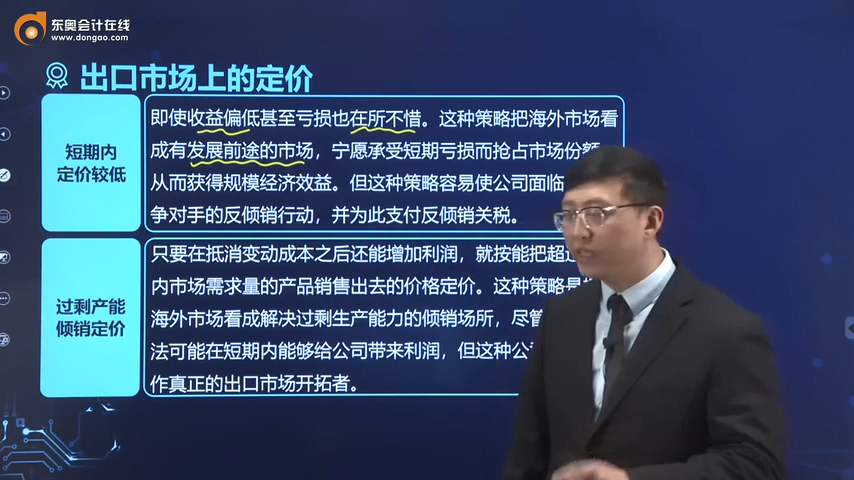 东奥会计在线
www.dongao.com
出口市场上的定价
短期内
定价较低
即使收益偏低甚至亏损也在所不惜。这种策略把海外市场看
成有发展前途的市场，宁愿承受短期亏损而抢占市场份额
从而获得规模经济效益。但这种策略容易使公司面临
争对手的反倾销行动，并为此支付反倾销关税。
过剩产能
倾销定价
只要在抵消变动成本之后还能增加利润，就按能把超
内市场需求量的产品销售出去的价格定价。这种策略是
海外市场看成解决过剩生产能力的倾销场所，尽管
法可能在短期内能够给公司带来利润，但这种公
作真正的出口市场开拓者。